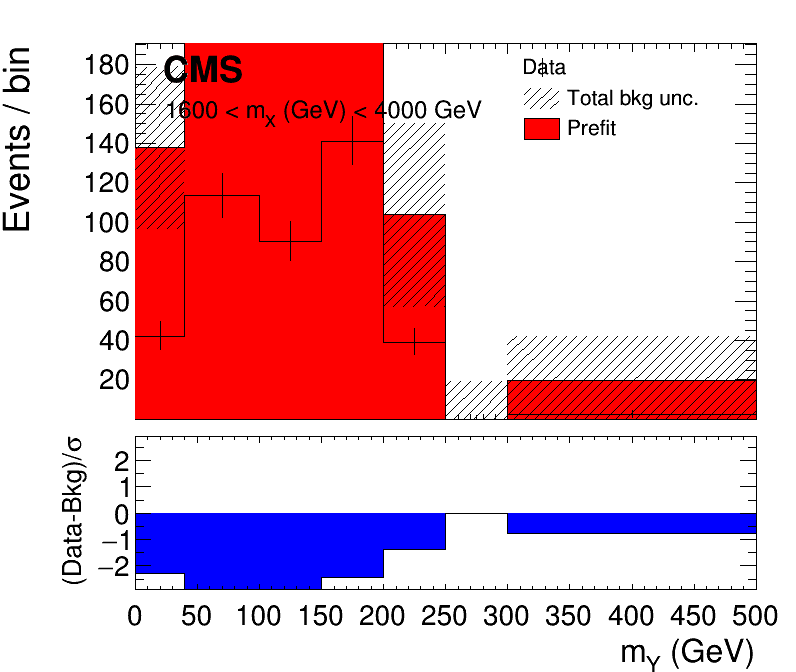 Events / bin
180
160
140
120
100
80
60
40
20
CMS
1600 < mX (GeV) < 4000 GeV
Data
Total bkg unc.
Prefit
(Data-Bkg)/σ
2
1
0
−1
−2
0 50 100 150 200 250 300 350 400 450 500
mY (GeV)